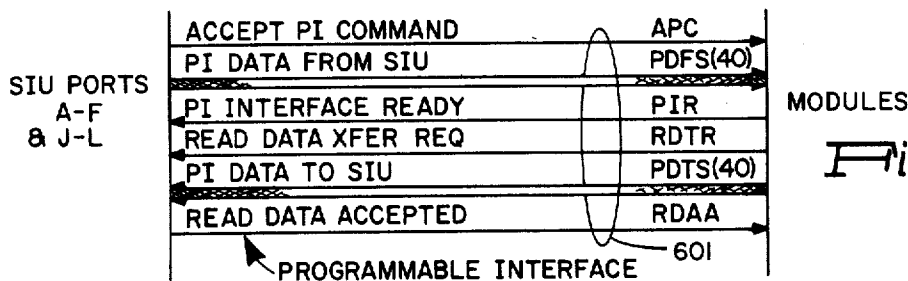 ACCEPT PI COMMAND APC
PI DATA FROM SIU PDFS(40)
SIU PORTS
A-F
& J-L
PI INTERFACE READY PIR
MODULES
READ DATA XFER REQ RDTR
PI DATA TO SIU PDTS(40)
READ DATA ACCEPTED RDAA
601
PROGRAMMABLE INTERFACE